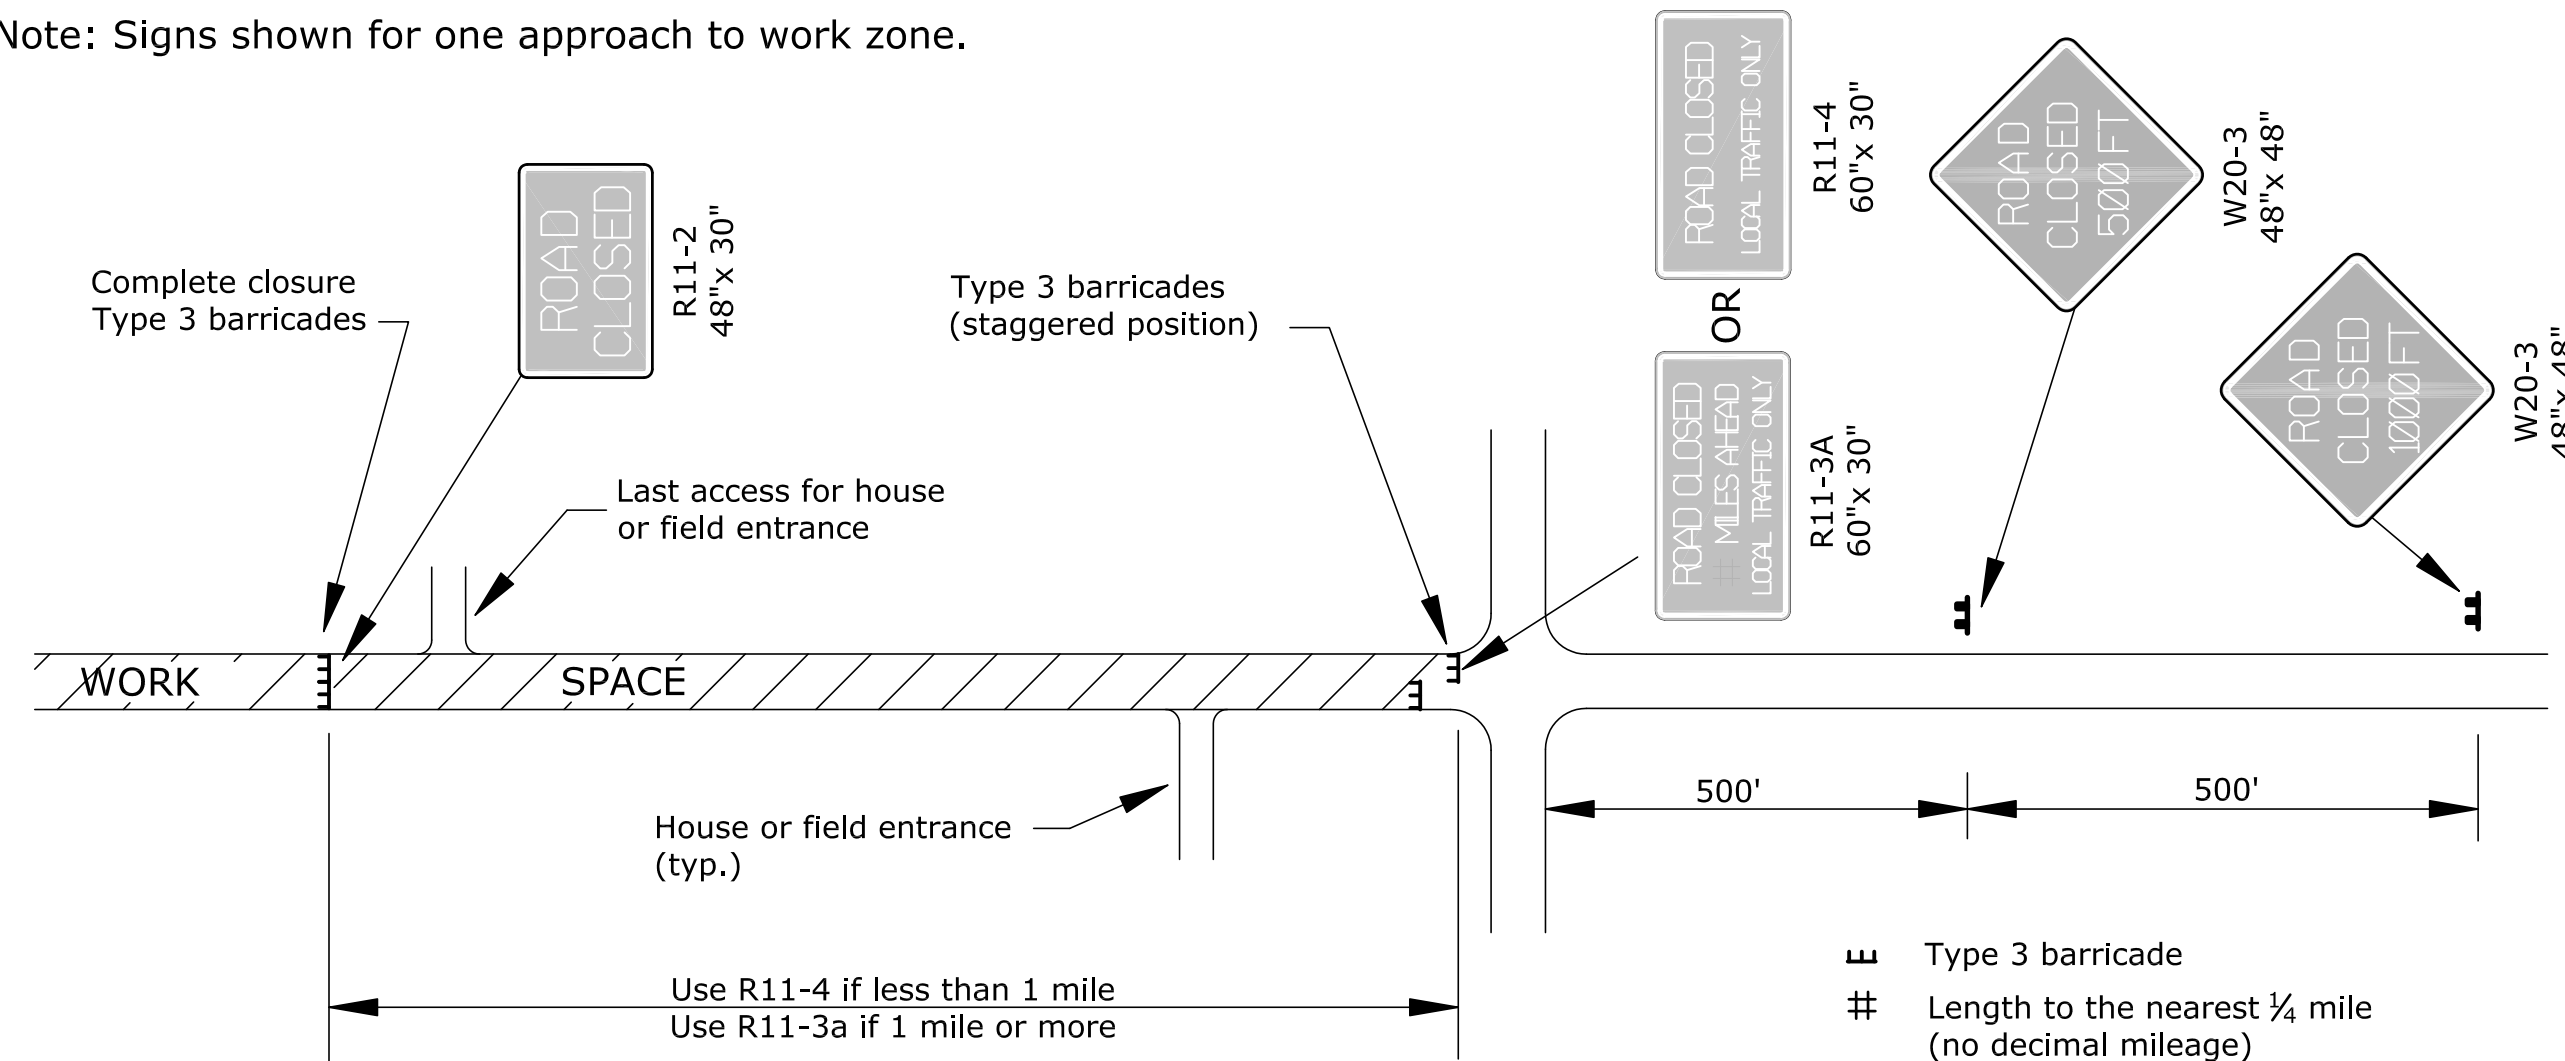 Note: Signs shown for one approach to work zone.
ROAD
CLOSED
R11-2
48"x 30"
Complete closure
Type 3 barricades
Last access for house
or field entrance
Type 3 barricades
(staggered position)
ROAD CLOSED
LOCAL TRAFFIC ONLY
R11-4
60"x 30"
OR
ROAD CLOSED
# MILES AHEAD
LOCAL TRAFFIC ONLY
R11-3A
60"x 30"
ROAD
CLOSED
500 FT
W20-3
48"x 48"
ROAD
CLOSED
1000 FT
W20-3
48"x 48"
WORK
SPACE
House or field entrance
(typ.)
500'
500'
Use R11-4 if less than 1 mile
Use R11-3a if 1 mile or more
Type 3 barricade
# Length to the nearest ¼ mile
(no decimal mileage)